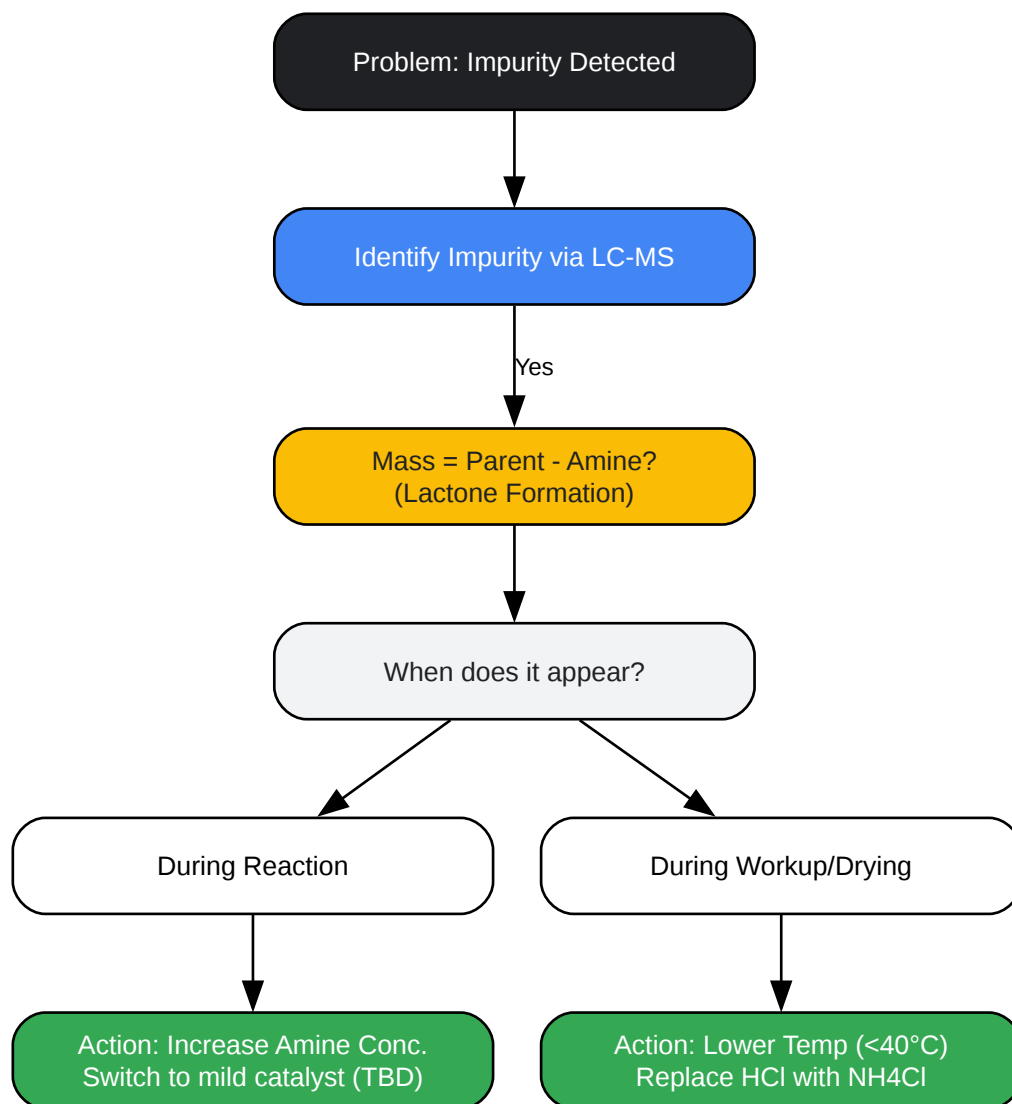 Problem: Impurity Detected
Identify Impurity via LC-MS
Yes
Mass = Parent - Amine?
(Lactone Formation)
When does it appear?
During Reaction
During Workup/Drying
Action: Increase Amine Conc.
Switch to mild catalyst (TBD)
Action: Lower Temp (<40°C)
Replace HCl with NH4Cl